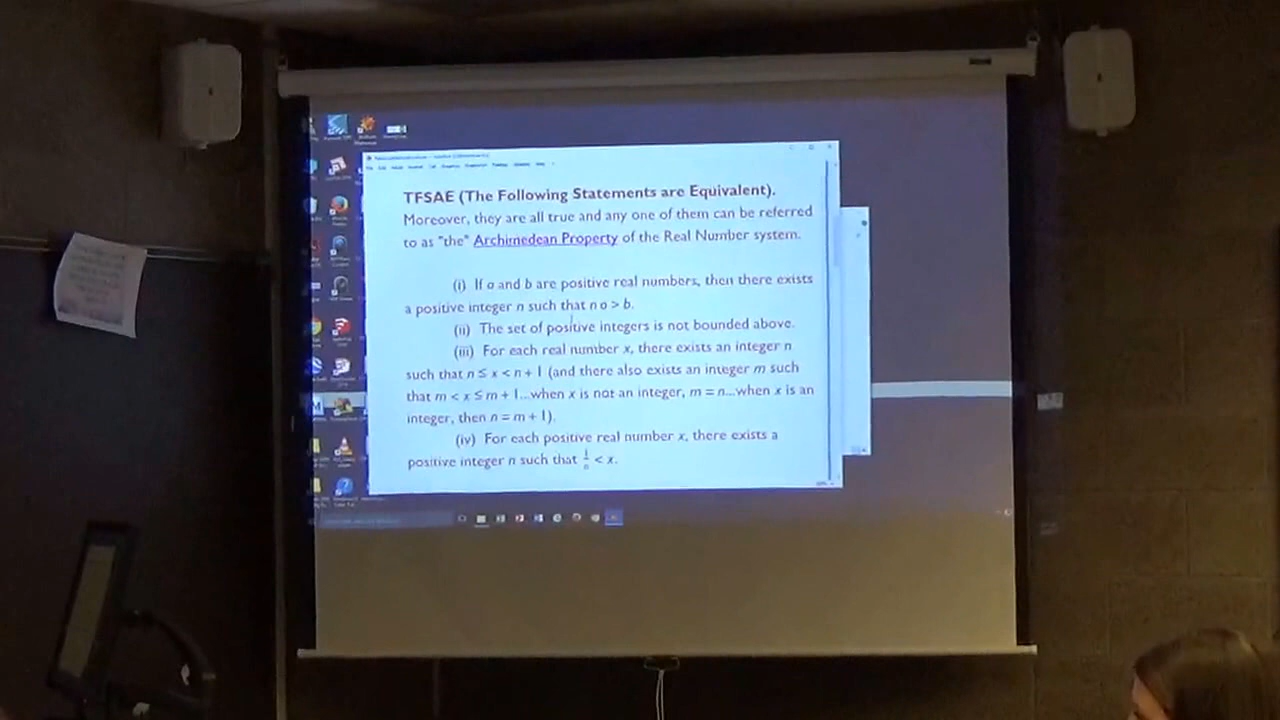 TFSAE (The Following Statements are Equivalent).
Moreover, they are all true and any one of them can be referred
to as "the" Archimedean Property of the Real Number system.
(i) If a and b are positive real numbers, then there exists
a positive integer n such that n a > b.
(ii) The set of positive integers is not bounded above.
(iii) For each real number x, there exists an integer n
such that n ≤ x < n + 1 (and there also exists an integer m such
that m < x ≤ m + 1...when x is not an integer, m = n...when x is an
integer, then n = m + 1).
(iv) For each positive real number x, there exists a
positive integer n such that 1/n < x.